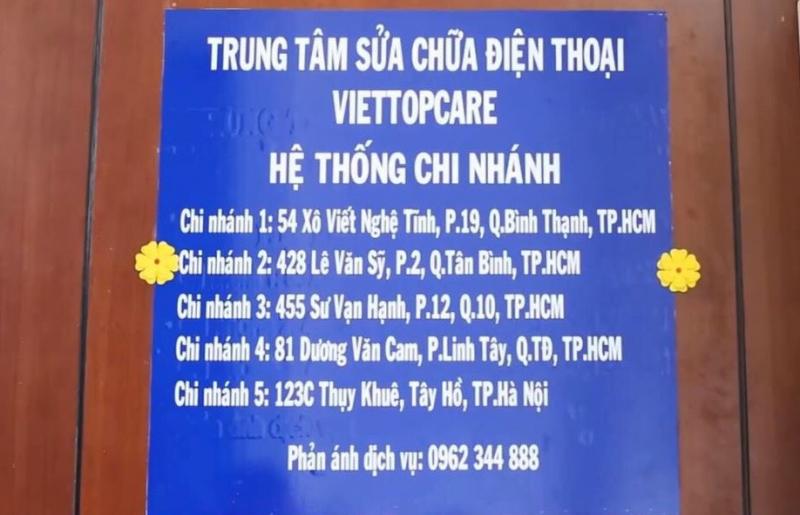 TRUNG TÂM SỬA CHỮA ĐIỆN THOẠI
VIETTOPCARE
HỆ THỐNG CHI NHÁNH
Chi nhánh 1: 54 Xô Viết Nghệ Tĩnh, P.19, Q.Bình Thạnh, TP.HCM
Chi nhánh 2: 428 Lê Văn Sỹ, P.2, Q.Tân Bình, TP.HCM
Chi nhánh 3: 455 Sư Vạn Hạnh, P.12, Q.10, TP.HCM
Chi nhánh 4: 81 Dương Văn Cam, P.Linh Tây, Q.TĐ, TP.HCM
Chi nhánh 5: 123C Thụy Khuê, Tây Hồ, TP.Hà Nội
Phản ánh dịch vụ: 0962 344 888